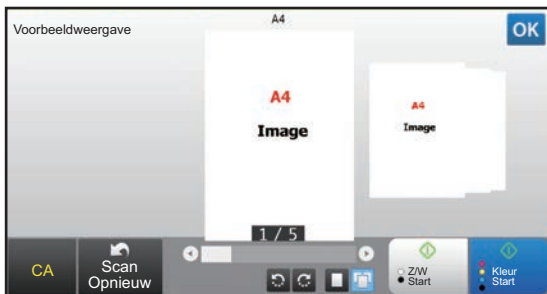 A4
Voorbeeldweergave
OK
A4
Image
A4
Image
1 / 5
CA
Scan
Opnieuw
Z/W
Start
Kleur
Start